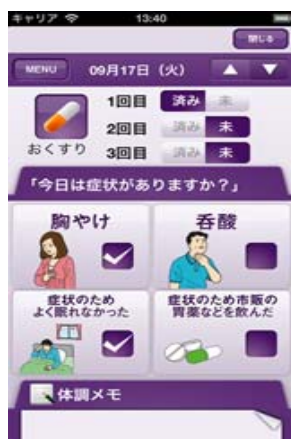 キャリア 13:40
閉じる
MENU 09月17日（火）
1回目 済み 未
2回目 済み 未
おくすり 3回目 済み 未
「今日は症状がありますか？」
胸やけ 呑酸
症状のため 症状のため市販の
よく眠れなかった 胃薬などを飲んだ
体調メモ